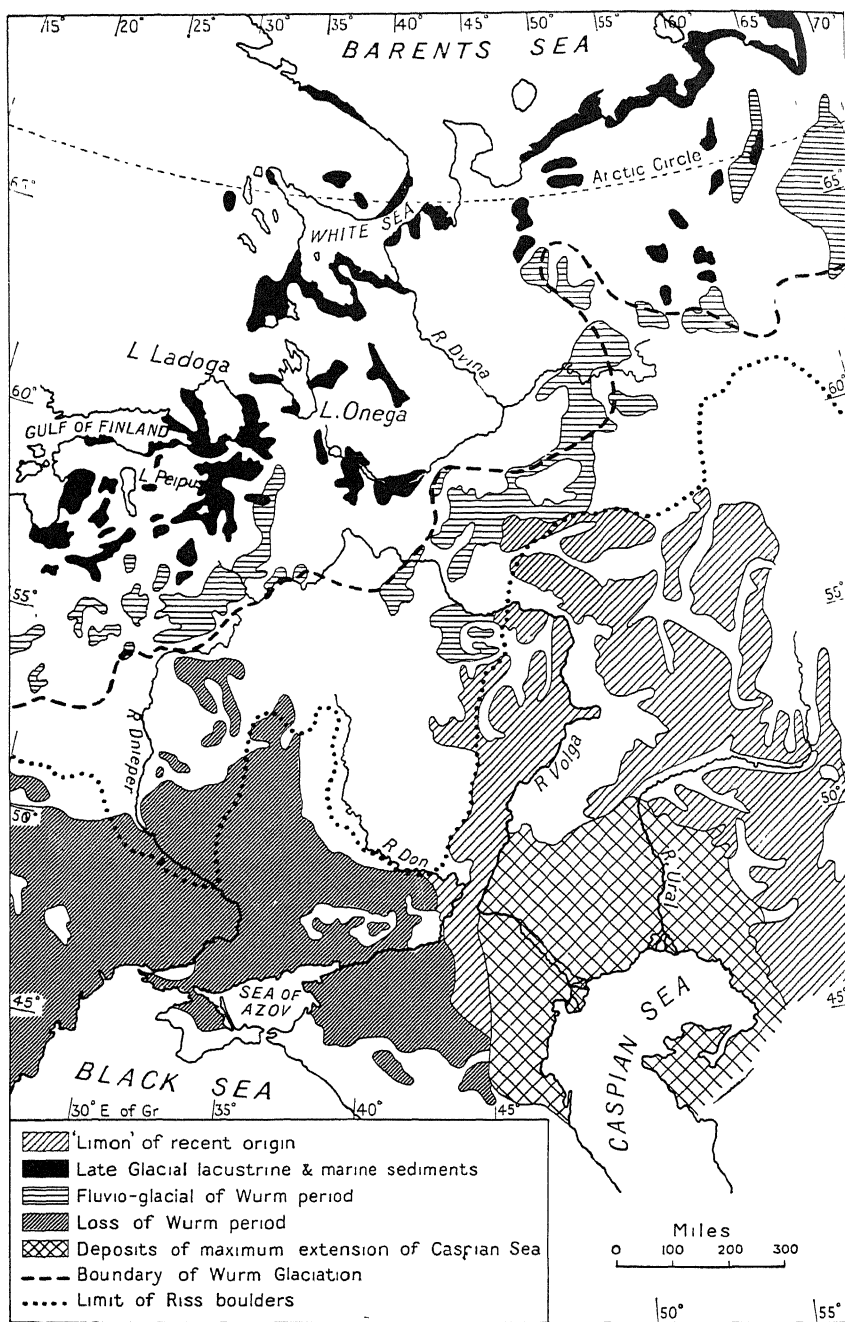 15° 20° 25° 30° 35° 40° 45° 50° 55° 60° 65° 70°
BARENTS SEA
Arctic Circle
65°
WHITE SEA
R Dvina
L Ladoga
60°
60°
L. Onega
GULF OF FINLAND
L. Peipus
55°
55°
R Dnieper
R Volga
50°
50°
R Don
R. Ural
45°
45°
SEA OF
AZOV
CASPIAN SEA
BLACK SEA
30° E of Gr 35° 40° 45°
'Limon' of recent origin
Late Glacial lacustrine & marine sediments
Fluvio-glacial of Wurm period
Loss of Wurm period
Deposits of maximum extension of Caspian Sea
Boundary of Wurm Glaciation
Limit of Riss boulders
Miles
0 100 200 300
50° 55°